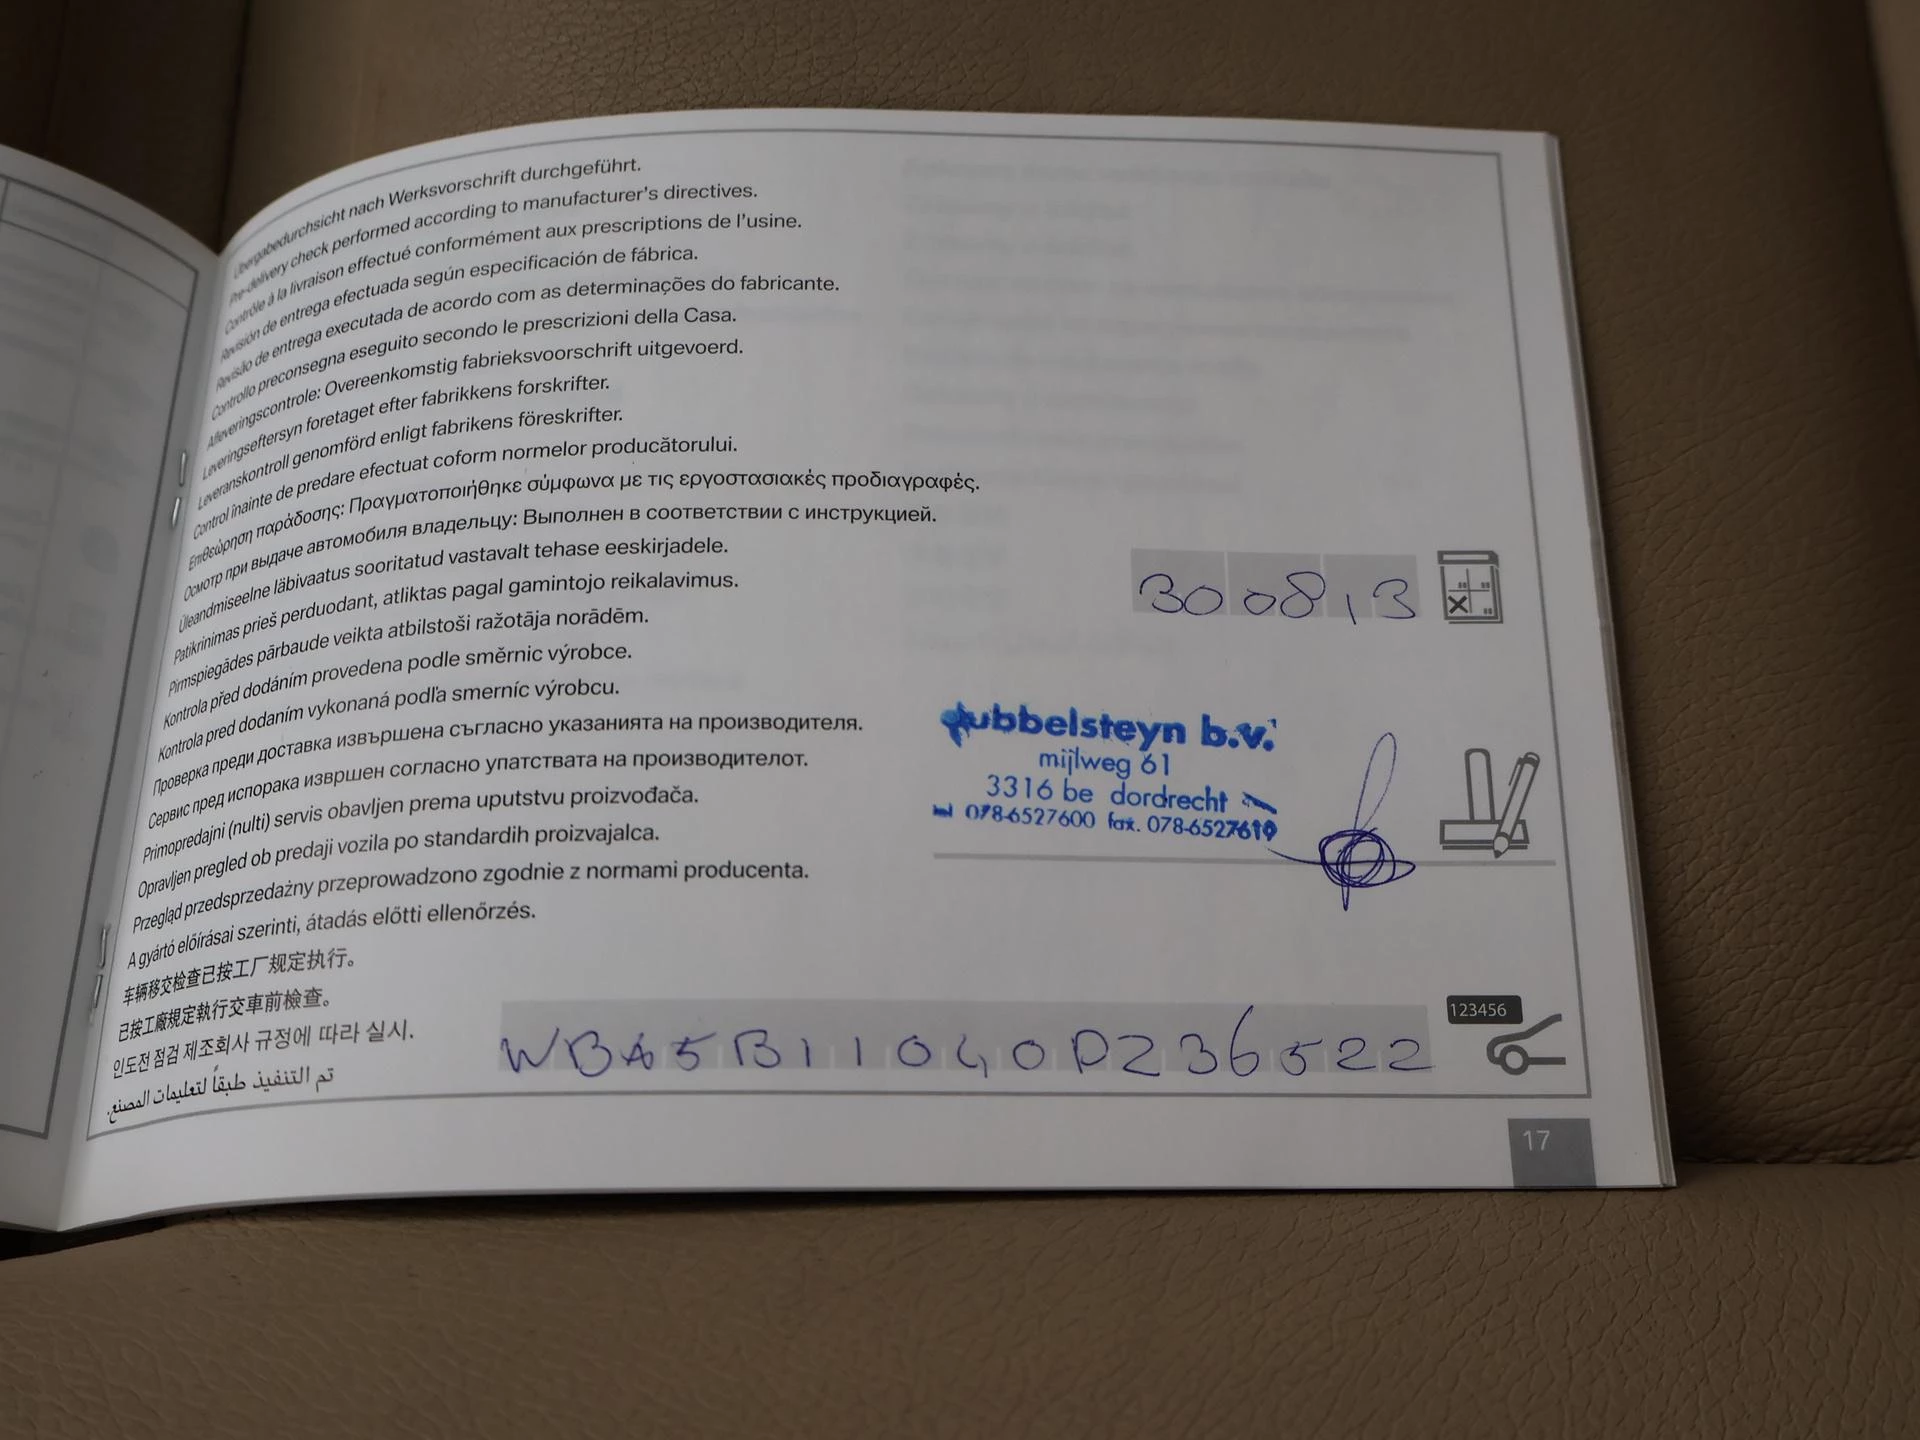 Übergabedurchsicht nach Werksvorschrift durchgeführt.
Pre-delivery check performed according to manufacturer's directives.
Contrôle à la livraison effectué conformément aux prescriptions de l'usine.
Revisión de entrega efectuada según especificación de fábrica.
Revisão de entrega executada de acordo com as determinações do fabricante.
Controllo preconsegna eseguito secondo le prescrizioni della Casa.
Afleveringscontrole: Overeenkomstig fabrieksvoorschrift uitgevoerd.
Leveringseftersyn foretaget efter fabrikkens forskrifter.
Leveranskontroll genomförd enligt fabrikens föreskrifter.
Control înainte de predare efectuat coform normelor producătorului.
Επιθεώρηση παράδοσης: Πραγματοποιήθηκε σύμφωνα με τις εργοστασιακές προδιαγραφές.
Осмотр при выдаче автомобиля владельцу: Выполнен в соответствии с инструкцией.
Üleandmiseelne läbivaatus sooritatud vastavalt tehase eeskirjadele.
Patikrinimas prieš perduodant, atliktas pagal gamintojo reikalavimus.
Pirmspiegādes pārbaude veikta atbilstoši ražotāja norādēm.
Kontrola před dodáním provedena podle směrnic výrobce.
Kontrola pred dodaním vykonaná podľa smerníc výrobcu.
Проверка преди доставка извършена съгласно указанията на производителя.
Сервис пред испорака извршен согласно упатствата на производителот.
Primopredajni (nulti) servis obavljen prema uputstvu proizvođača.
Opravljen pregled ob predaji vozila po standardih proizvajalca.
Przegląd przedsprzedażny przeprowadzono zgodnie z normami producenta.
A gyártó előírásai szerinti, átadás előtti ellenőrzés.
车辆移交检查已按工厂规定执行。
已按工廠規定執行交車前檢查。
인도전 점검 제조회사 규정에 따라 실시.
تم التنفيذ طبقاً لتعليمات المصنع.
300813
dubbelsteyn b.v.
mijlweg 61
3316 be dordrecht
078-6527600 fax. 078-6527619
123456
WBA5B11040DZ36522
17